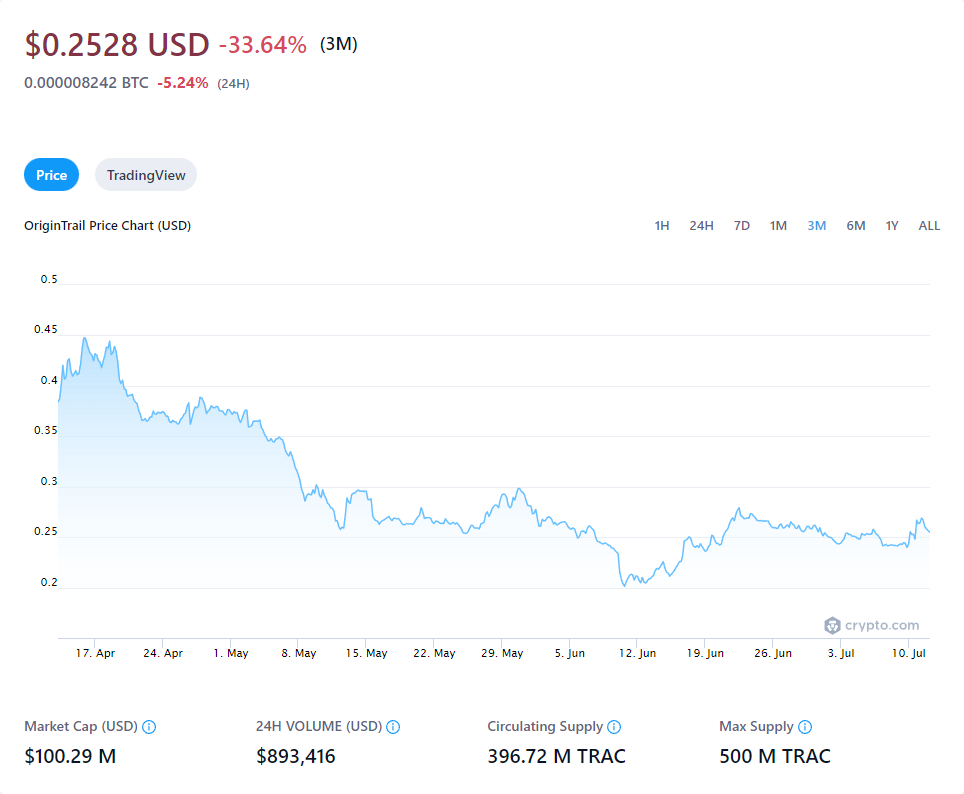 $0.2528 USD -33.64% (3M)
0.000008242 BTC -5.24% (24H)
Price TradingView
OriginTrail Price Chart (USD) 1H 24H 7D 1M 3M 6M 1Y ALL
0.5
0.45
0.4
0.35
0.3
0.25
0.2
crypto.com
17. Apr 24. Apr 1. May 8. May 15. May 22. May 29. May 5. Jun 12. Jun 19. Jun 26. Jun 3. Jul 10. Jul
Market Cap (USD) 24H VOLUME (USD) Circulating Supply Max Supply
$100.29 M $893,416 396.72 M TRAC 500 M TRAC